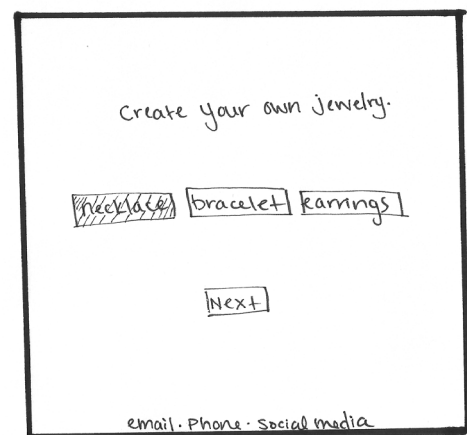 Create your own jewelry.
necklace bracelet earrings
Next
email · phone · social media